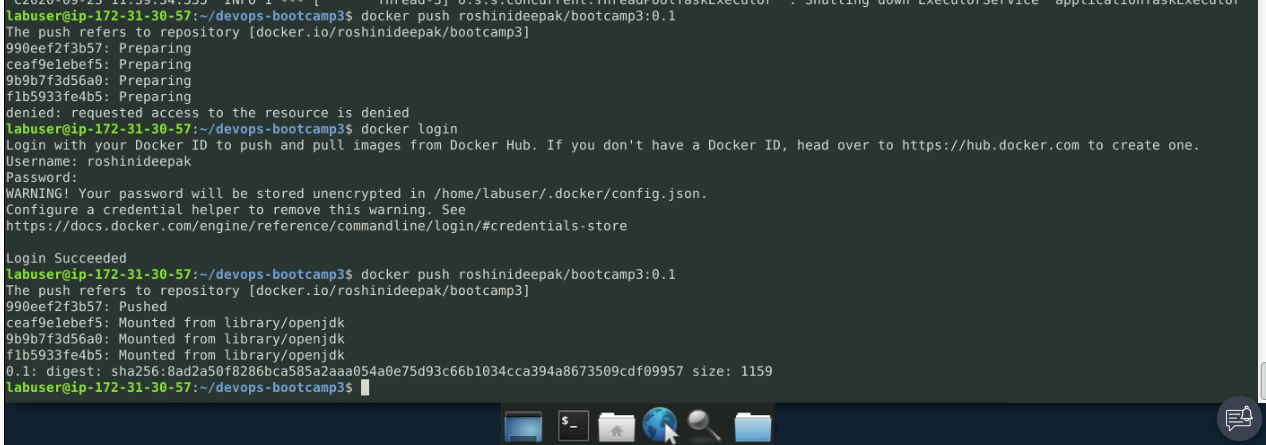 labuser@ip-172-31-30-57:~/devops-bootcamp3$ docker push roshinideepak/bootcamp3:0.1
The push refers to repository [docker.io/roshinideepak/bootcamp3]
990eef2f3b57: Preparing
ceaf9e1ebef5: Preparing
9b9b7f3d56a0: Preparing
f1b5933fe4b5: Preparing
denied: requested access to the resource is denied
labuser@ip-172-31-30-57:~/devops-bootcamp3$ docker login
Login with your Docker ID to push and pull images from Docker Hub. If you don't have a Docker ID, head over to https://hub.docker.com to create one.
Username: roshinideepak
Password:
WARNING! Your password will be stored unencrypted in /home/labuser/.docker/config.json.
Configure a credential helper to remove this warning. See
https://docs.docker.com/engine/reference/commandline/login/#credentials-store
Login Succeeded
labuser@ip-172-31-30-57:~/devops-bootcamp3$ docker push roshinideepak/bootcamp3:0.1
The push refers to repository [docker.io/roshinideepak/bootcamp3]
990eef2f3b57: Pushed
ceaf9e1ebef5: Mounted from library/openjdk
9b9b7f3d56a0: Mounted from library/openjdk
f1b5933fe4b5: Mounted from library/openjdk
0.1: digest: sha256:8ad2a50f8286bca585a2aaa054a0e75d93c66b1034cca394a8673509cdf09957 size: 1159
labuser@ip-172-31-30-57:~/devops-bootcamp3$
$_